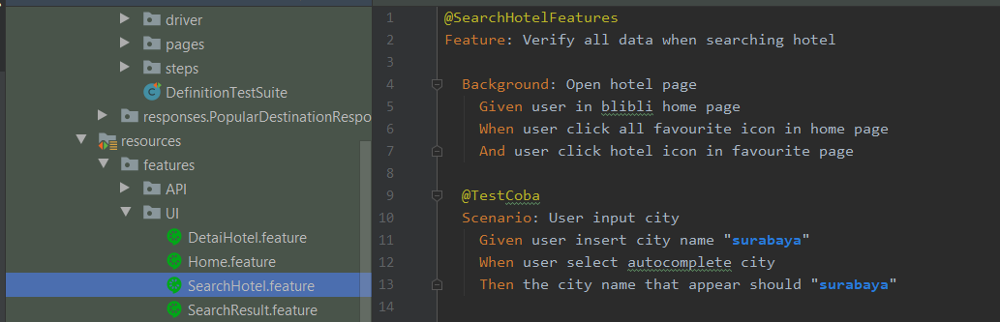 driver
pages
steps
DefinitionTestSuite
responses.PopularDestinationRespo
resources
features
API
UI
DetaiHotel.feature
Home.feature
SearchHotel.feature
SearchResult.feature
1 @SearchHotelFeatures
2 Feature: Verify all data when searching hotel
3
4 Background: Open hotel page
5 Given user in blibli home page
6 When user click all favourite icon in home page
7 And user click hotel icon in favourite page
8
9 @TestCoba
10 Scenario: User input city
11 Given user insert city name "surabaya"
12 When user select autocomplete city
13 Then the city name that appear should "surabaya"
14